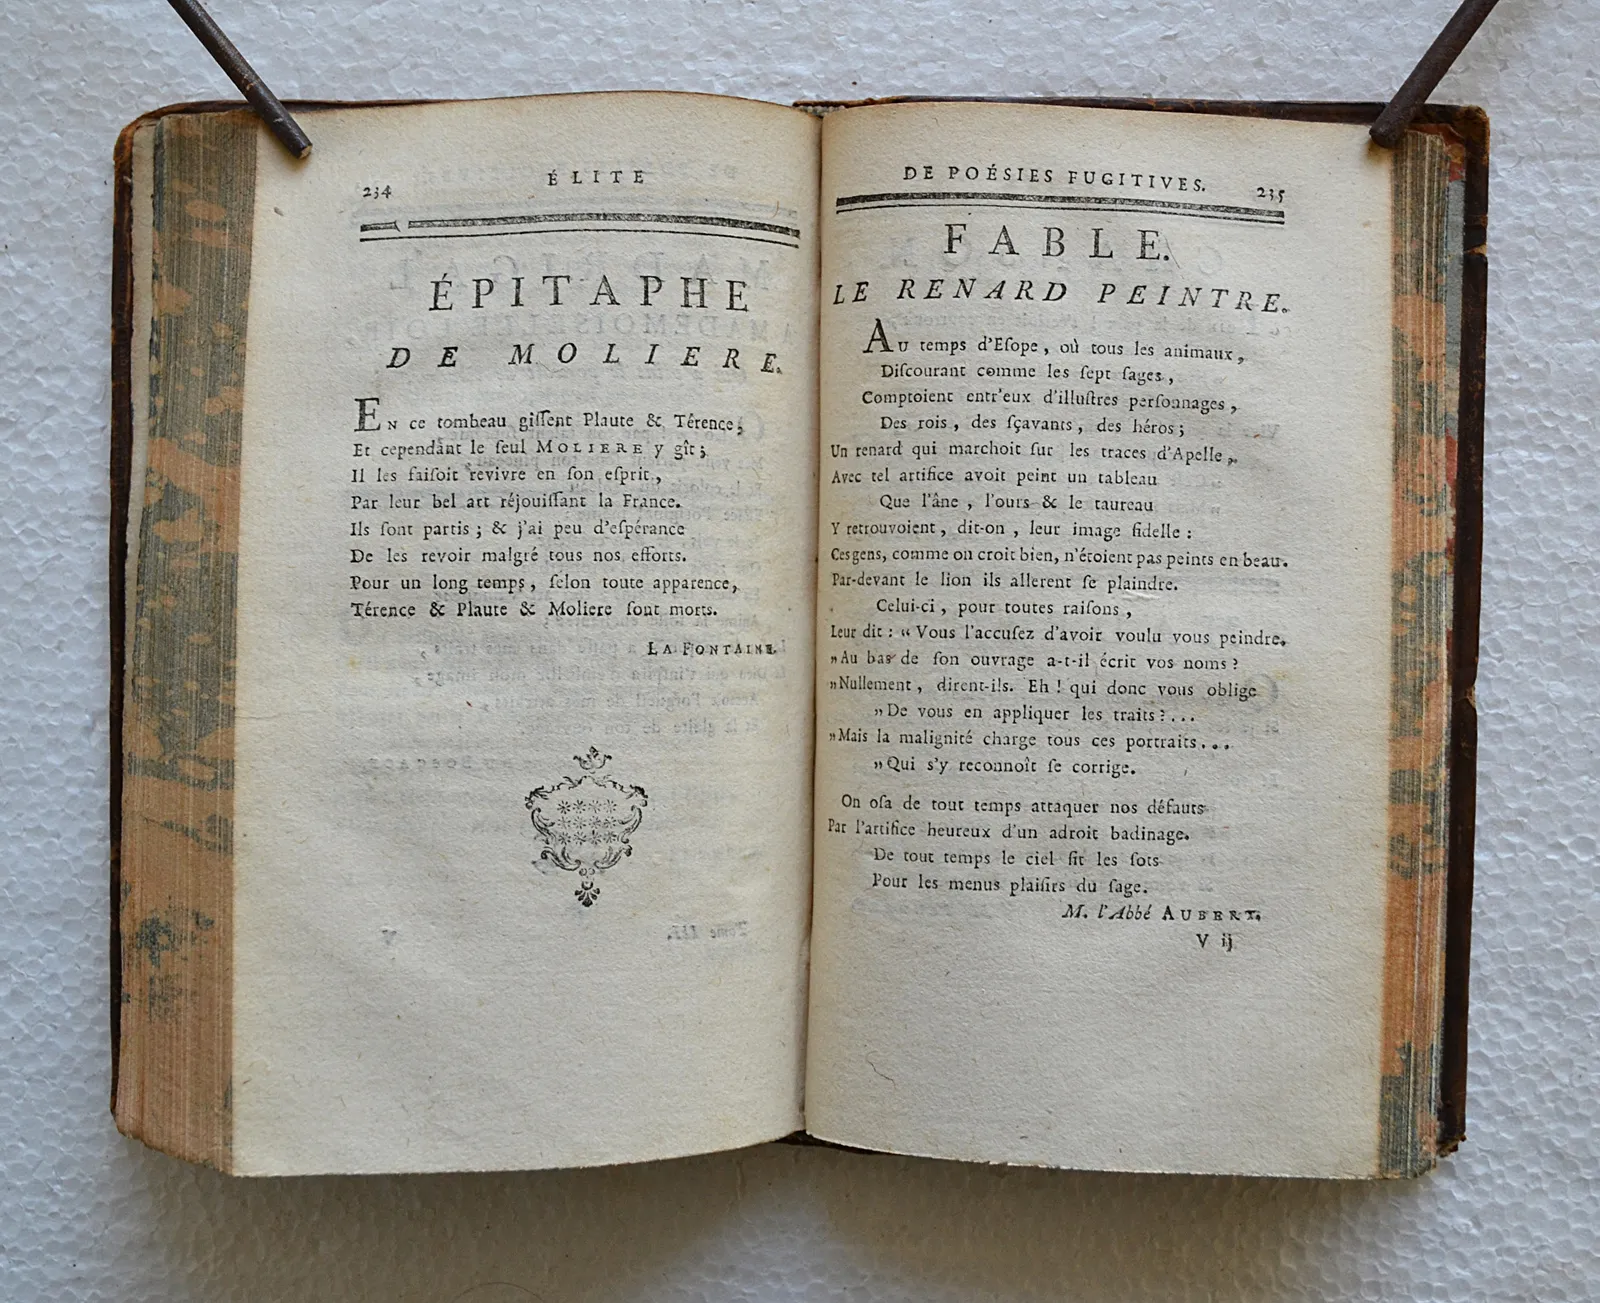 234
ÉLITE
ÉPITAPHE
DE MOLIERE.
EN ce tombeau giſſent Plaute & Térence;
Et cependant le ſeul MOLIERE y gît;
Il les faiſoit revivre en ſon eſprit,
Par leur bel art réjouiſſant la France.
Ils ſont partis; & j'ai peu d'eſpérance
De les revoir malgré tous nos efforts.
Pour un long temps, ſelon toute apparence,
Térence & Plaute & Moliere ſont morts.
LA FONTAINE.
DE POÉSIES FUGITIVES.
235
FABLE.
LE RENARD PEINTRE.
AU temps d'Eſope, où tous les animaux,
Diſcourant comme les ſept ſages,
Comptoient entr'eux d'illuſtres perſonnages,
Des rois, des ſçavants, des héros;
Un renard qui marchoit ſur les traces d'Apelle,
Avec tel artifice avoit peint un tableau
Que l'âne, l'ours & le taureau
Y retrouvoient, dit-on, leur image fidelle:
Ces gens, comme on croit bien, n'étoient pas peints en beau.
Par-devant le lion ils allerent ſe plaindre.
Celui-ci, pour toutes raiſons,
Leur dit: “Vous l'accuſez d'avoir voulu vous peindre.
„Au bas de ſon ouvrage a-t-il écrit vos noms?
„Nullement, dirent-ils. Eh! qui donc vous oblige
„De vous en appliquer les traits?...
„Mais la malignité charge tous ces portraits...
„Qui s'y reconnoît ſe corrige.
On oſa de tout temps attaquer nos défauts
Par l'artifice heureux d'un adroit badinage.
De tout temps le ciel fit les ſots
Pour les menus plaiſirs du ſage.
M. l'Abbé AUBERT.
V ij